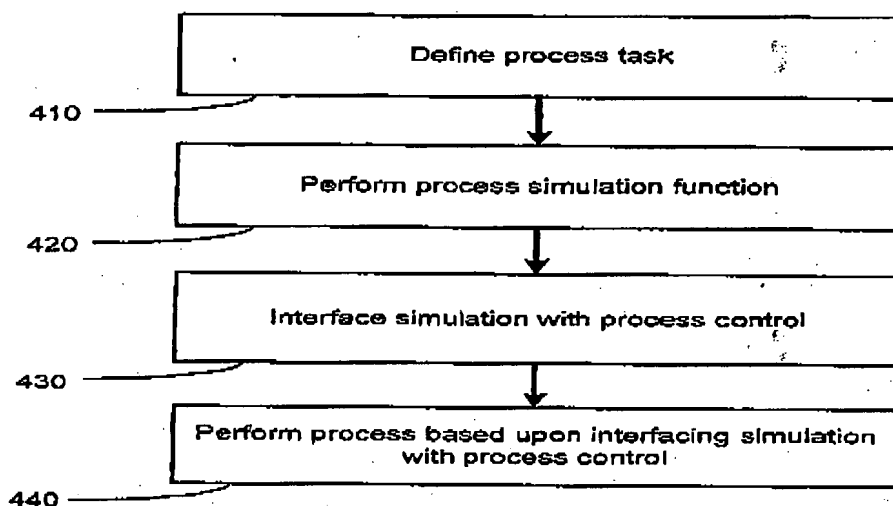 Define process task
410
Perform process simulation function
420
Interface simulation with process control
430
Perform process based upon interfacing simulation
with process control
440